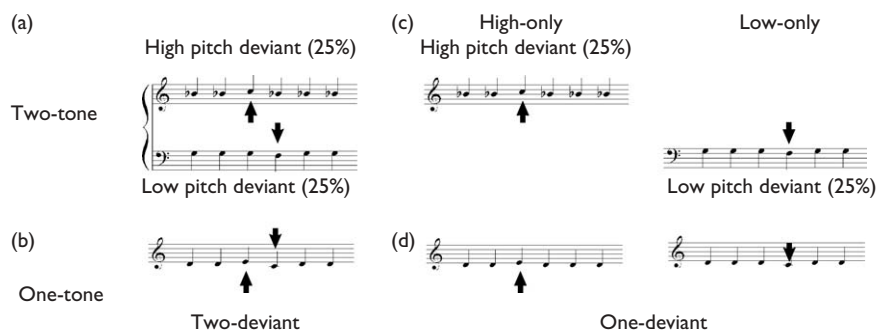 (a)
(c)
High-only
Low-only
High pitch deviant (25%)
High pitch deviant (25%)
Two-tone
Low pitch deviant (25%)
Low pitch deviant (25%)
(b)
(d)
One-tone
Two-deviant
One-deviant